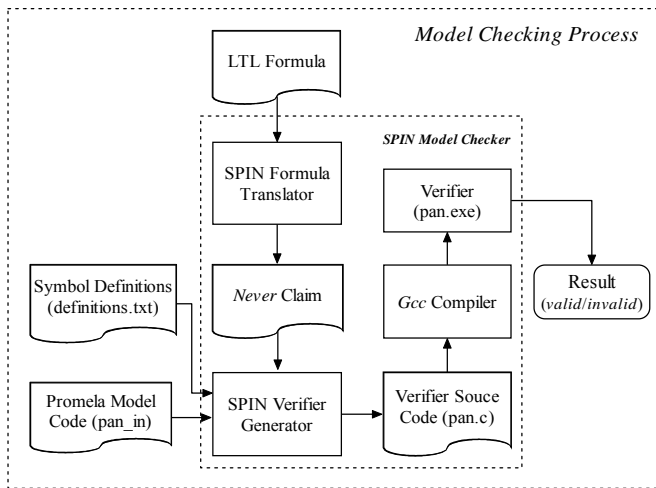 Model Checking Process
LTL Formula
SPIN Model Checker
SPIN Formula
Translator
Verifier
(pan.exe)
Symbol Definitions
(definitions.txt)
Never Claim
Gcc Compiler
Result
(valid/invalid)
Promela Model
Code (pan_in)
SPIN Verifier
Generator
Verifier Souce
Code (pan.c)